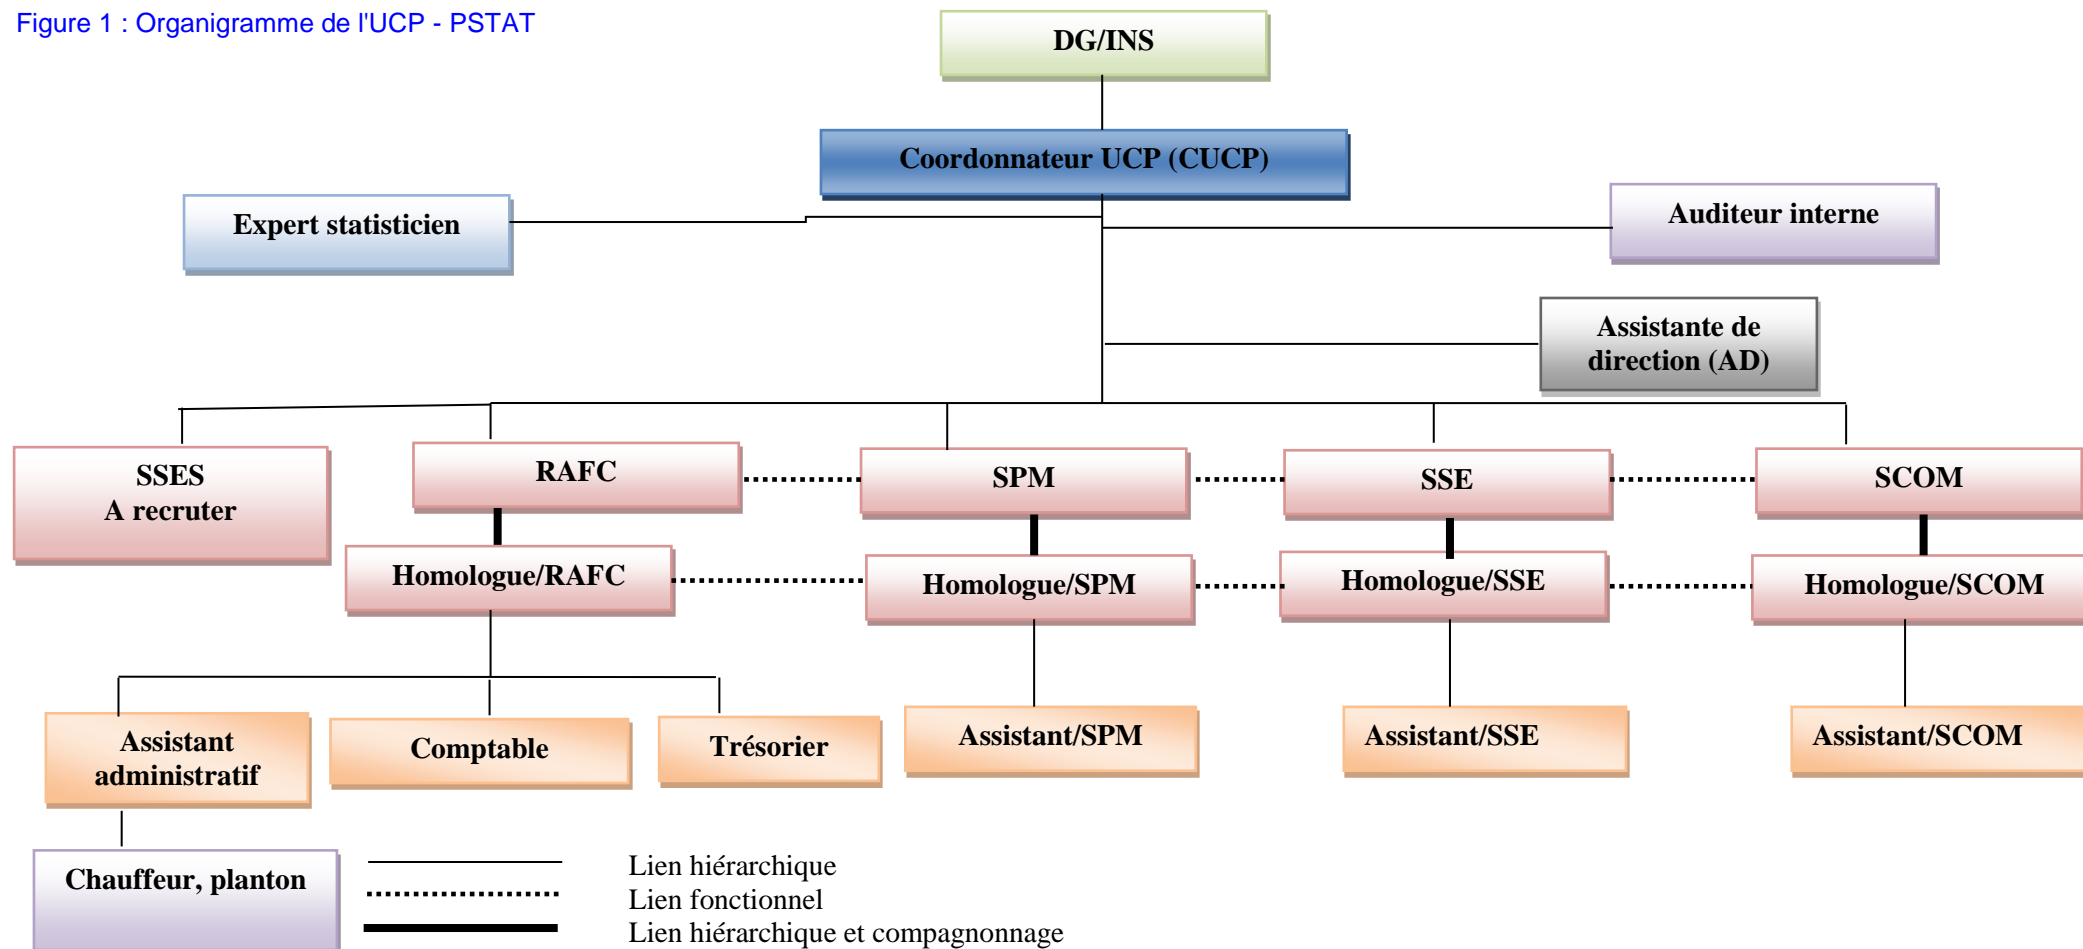 Figure 1 : Organigramme de l'UCP - PSTAT
DG/INS
Coordonnateur UCP (CUCP)
Expert statisticien
Auditeur interne
Assistante de
direction (AD)
SSES
A recruter
RAFC
SPM
SSE
SCOM
Homologue/RAFC
Homologue/SPM
Homologue/SSE
Homologue/SCOM
Assistant
administratif
Comptable
Trésorier
Assistant/SPM
Assistant/SSE
Assistant/SCOM
Chauffeur, planton
Lien hiérarchique
Lien fonctionnel
Lien hiérarchique et compagnonnage